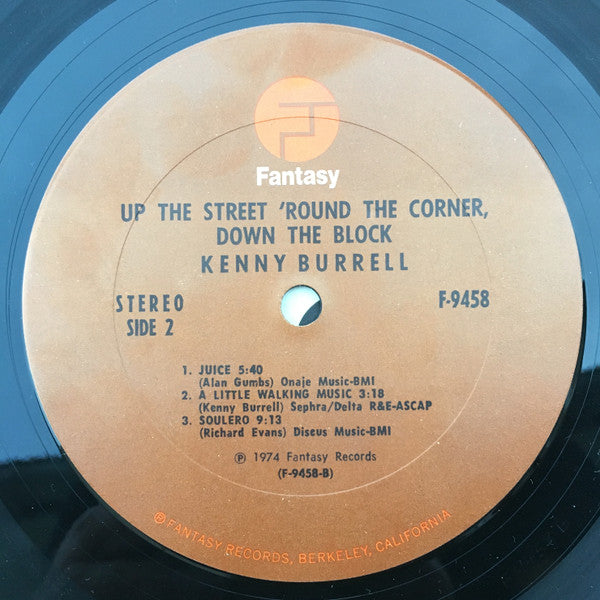 Fantasy
UP THE STREET ‘ROUND THE CORNER,
DOWN THE BLOCK
KENNY BURRELL
STEREO F-9458
SIDE 2
1. JUICE 5:40
(Alan Gumbs) Onaje Music-BMI
2. A LITTLE WALKING MUSIC 3:18
(Kenny Burrell) Sephra/Delta R&E-ASCAP
3. SOULERO 9:13
(Richard Evans) Discus Music-BMI
℗ 1974 Fantasy Records
(F-9458-B)
© FANTASY RECORDS, BERKELEY, CALIFORNIA